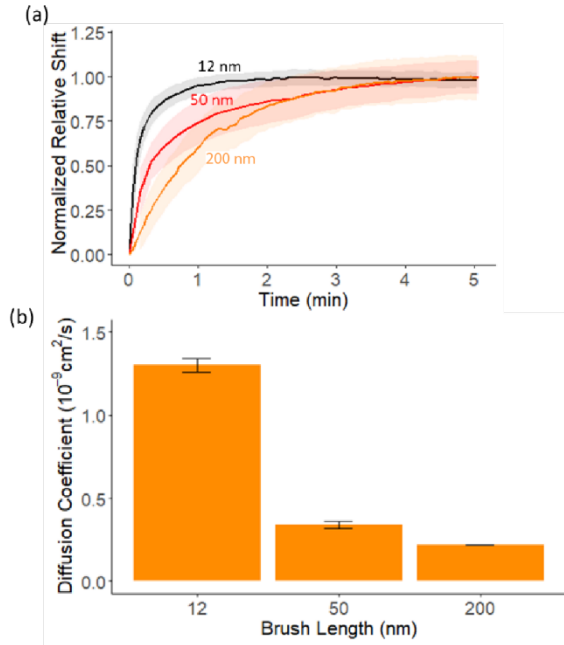 (a)
Normalized Relative Shift
1.25
1.00
0.75
0.50
0.25
0.00
12 nm
50 nm
200 nm
0 1 2 3 4 5
Time (min)
(b)
Diffusion Coefficient (10⁻⁹cm²/s)
1.5
1.0
0.5
0.0
12 50 200
Brush Length (nm)